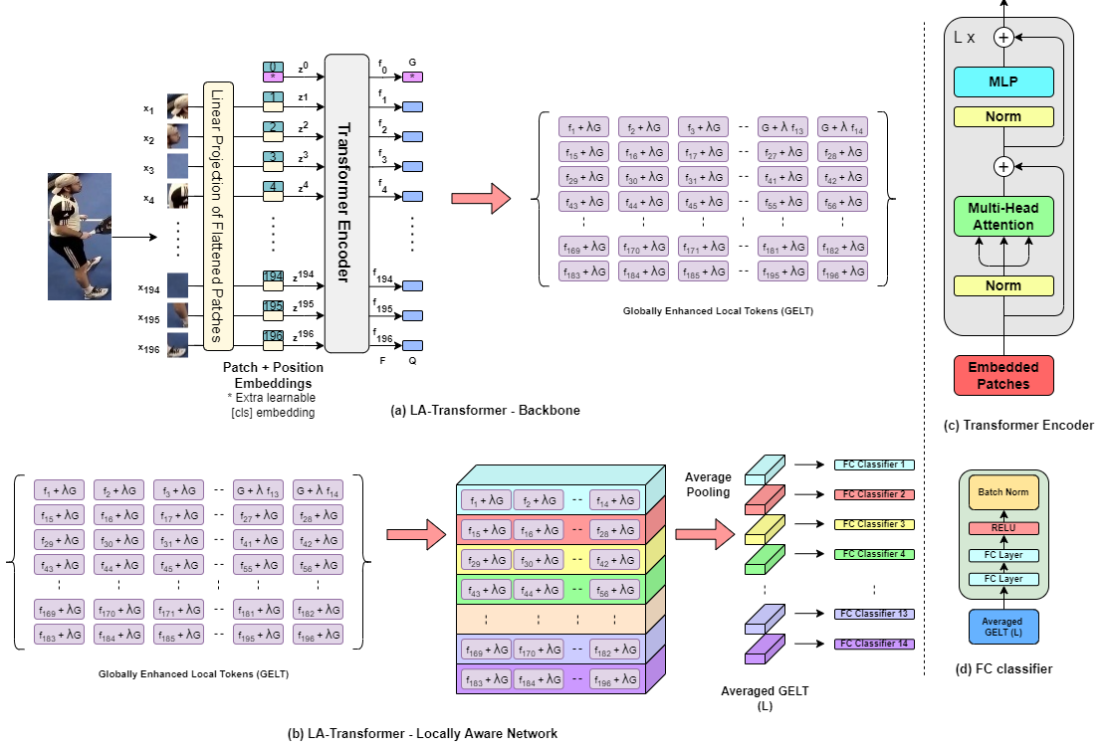 0
*
z⁰
f₀
G
*
x₁
1
z¹
f₁
x₂
2
z²
f₂
x₃
3
z³
f₃
x₄
4
z⁴
f₄
Linear Projection of Flattened Patches
Transformer Encoder
x₁₉₄
194
z¹⁹⁴
f₁₉₄
x₁₉₅
195
z¹⁹⁵
f₁₉₅
x₁₉₆
196
z¹⁹⁶
f₁₉₆
F Q
Patch + Position
Embeddings
* Extra learnable
[cls] embedding
(a) LA-Transformer - Backbone
f₁ + λG f₂ + λG f₃ + λG -- G + λ f₁₃ G + λ f₁₄
f₁₅ + λG f₁₆ + λG f₁₇ + λG -- f₂₇ + λG f₂₈ + λG
f₂₉ + λG f₃₀ + λG f₃₁ + λG -- f₄₁ + λG f₄₂ + λG
f₄₃ + λG f₄₄ + λG f₄₅ + λG -- f₅₅ + λG f₅₆ + λG
f₁₆₉ + λG f₁₇₀ + λG f₁₇₁ + λG -- f₁₈₁ + λG f₁₈₂ + λG
f₁₈₃ + λG f₁₈₄ + λG f₁₈₅ + λG -- f₁₉₅ + λG f₁₉₆ + λG
Globally Enhanced Local Tokens (GELT)
L x
+
MLP
Norm
+
Multi-Head
Attention
Norm
Embedded
Patches
(c) Transformer Encoder
f₁ + λG f₂ + λG f₃ + λG -- G + λ f₁₃ G + λ f₁₄
f₁₅ + λG f₁₆ + λG f₁₇ + λG -- f₂₇ + λG f₂₈ + λG
f₂₉ + λG f₃₀ + λG f₃₁ + λG -- f₄₁ + λG f₄₂ + λG
f₄₃ + λG f₄₄ + λG f₄₅ + λG -- f₅₅ + λG f₅₆ + λG
f₁₆₉ + λG f₁₇₀ + λG f₁₇₁ + λG -- f₁₈₁ + λG f₁₈₂ + λG
f₁₈₃ + λG f₁₈₄ + λG f₁₈₅ + λG -- f₁₉₅ + λG f₁₉₆ + λG
Globally Enhanced Local Tokens (GELT)
f₁ + λG f₂ + λG -- f₁₄ + λG
f₁₅ + λG f₁₆ + λG -- f₂₈ + λG
f₂₉ + λG f₃₀ + λG -- f₄₂ + λG
f₄₃ + λG f₄₄ + λG -- f₅₆ + λG
f₁₆₉ + λG f₁₇₀ + λG -- f₁₈₂ + λG
f₁₈₃ + λG f₁₈₄ + λG -- f₁₉₆ + λG
Average
Pooling
FC Classifier 1
FC Classifier 2
FC Classifier 3
FC Classifier 4
FC Classifier 13
FC Classifier 14
Averaged GELT
(L)
(b) LA-Transformer - Locally Aware Network
Batch Norm
RELU
FC Layer
FC Layer
Averaged
GELT (L)
(d) FC classifier